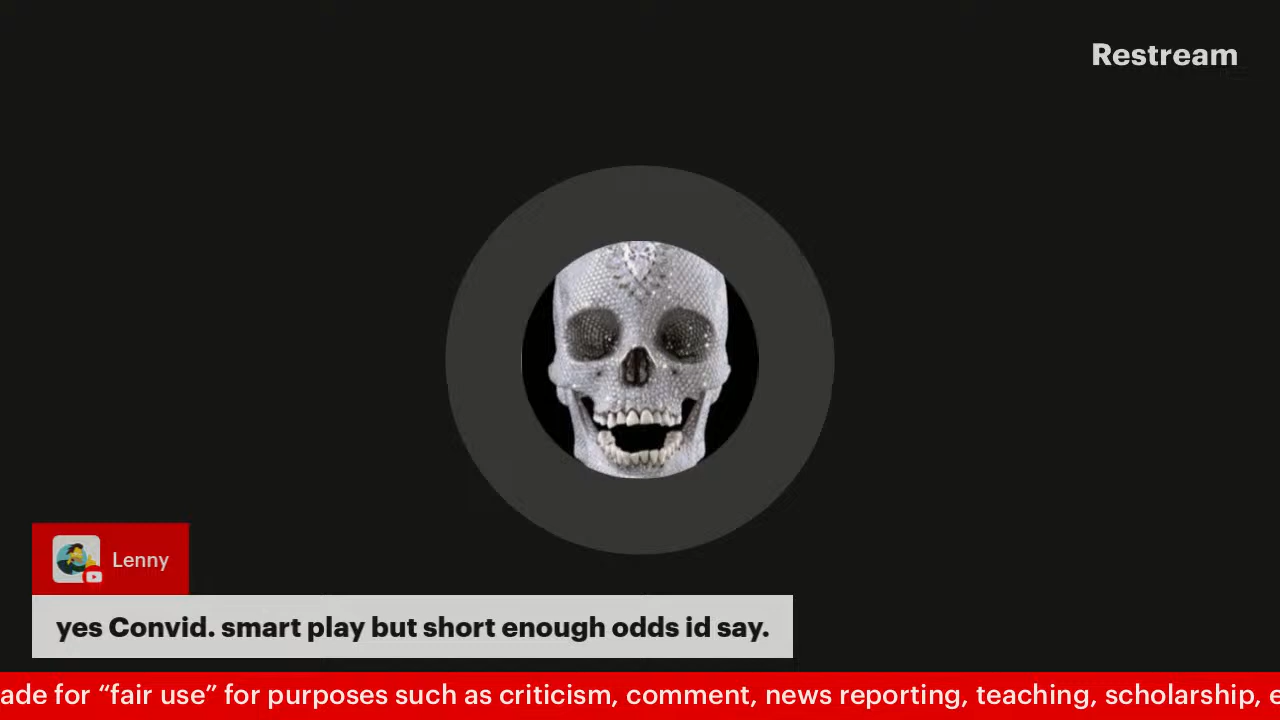 Restream
Lenny
yes Convid. smart play but short enough odds id say.
ade for “fair use” for purposes such as criticism, comment, news reporting, teaching, scholarship, e